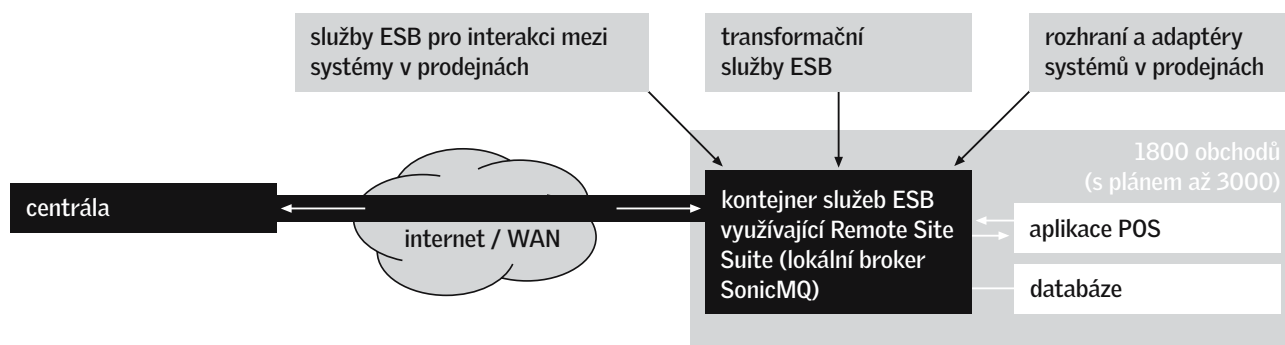 služby ESB pro interakci mezi
systémy v prodejnách
transformační
služby ESB
rozhraní a adaptéry
systémů v prodejnách
1800 obchodů
(s plánem až 3000)
centrála
internet / WAN
kontejner služeb ESB
využívající Remote Site
Suite (lokální broker
SonicMQ)
aplikace POS
databáze